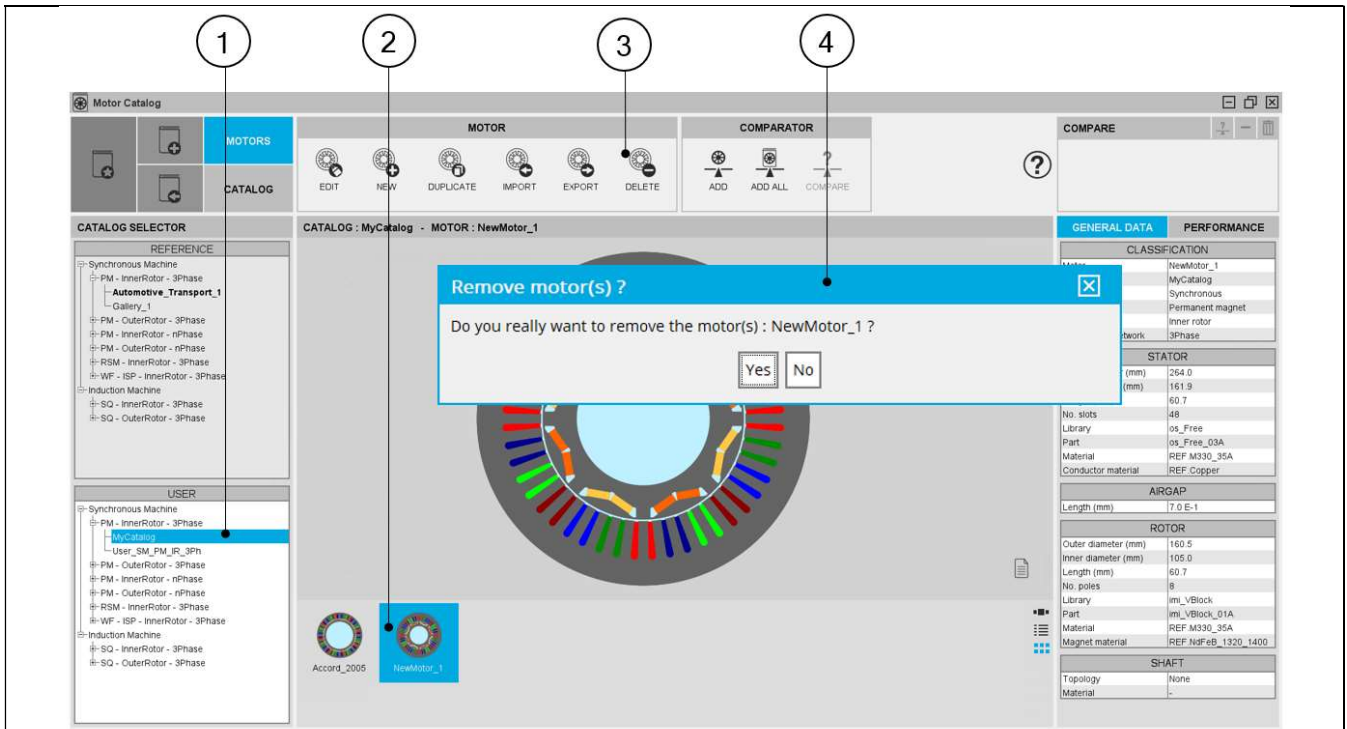 1 2 3 4
Motor Catalog
MOTORS
CATALOG
MOTOR
EDIT NEW DUPLICATE IMPORT EXPORT DELETE
COMPARATOR
ADD ADD ALL COMPARE
?
COMPARE
CATALOG SELECTOR
REFERENCE
Synchronous Machine
PM - InnerRotor - 3Phase
Automotive_Transport_1
Gallery_1
PM - OuterRotor - 3Phase
PM - InnerRotor - nPhase
PM - OuterRotor - nPhase
RSM - InnerRotor - 3Phase
WF - ISP - InnerRotor - 3Phase
Induction Machine
SQ - InnerRotor - 3Phase
SQ - OuterRotor - 3Phase
USER
Synchronous Machine
PM - InnerRotor - 3Phase
MyCatalog
User_SM_PM_IR_3Ph
PM - OuterRotor - 3Phase
PM - InnerRotor - nPhase
PM - OuterRotor - nPhase
RSM - InnerRotor - 3Phase
WF - ISP - InnerRotor - 3Phase
Induction Machine
SQ - InnerRotor - 3Phase
SQ - OuterRotor - 3Phase
CATALOG : MyCatalog - MOTOR : NewMotor_1
Remove motor(s) ?
Do you really want to remove the motor(s) : NewMotor_1 ?
Yes No
Accord_2005 NewMotor_1
GENERAL DATA PERFORMANCE
CLASSIFICATION
NewMotor_1
MyCatalog
Synchronous
Permanent magnet
Inner rotor
3Phase
STATOR
(mm) 264.0
(mm) 161.9
60.7
No. slots 48
Library os_Free
Part os_Free_03A
Material REF.M330_35A
Conductor material REF.Copper
AIRGAP
Length (mm) 7.0 E-1
ROTOR
Outer diameter (mm) 160.5
Inner diameter (mm) 105.0
Length (mm) 60.7
No. poles 8
Library imi_VBlock
Part imi_VBlock_01A
Material REF.M330_35A
Magnet material REF.NdFeB_1320_1400
SHAFT
Topology None
Material -